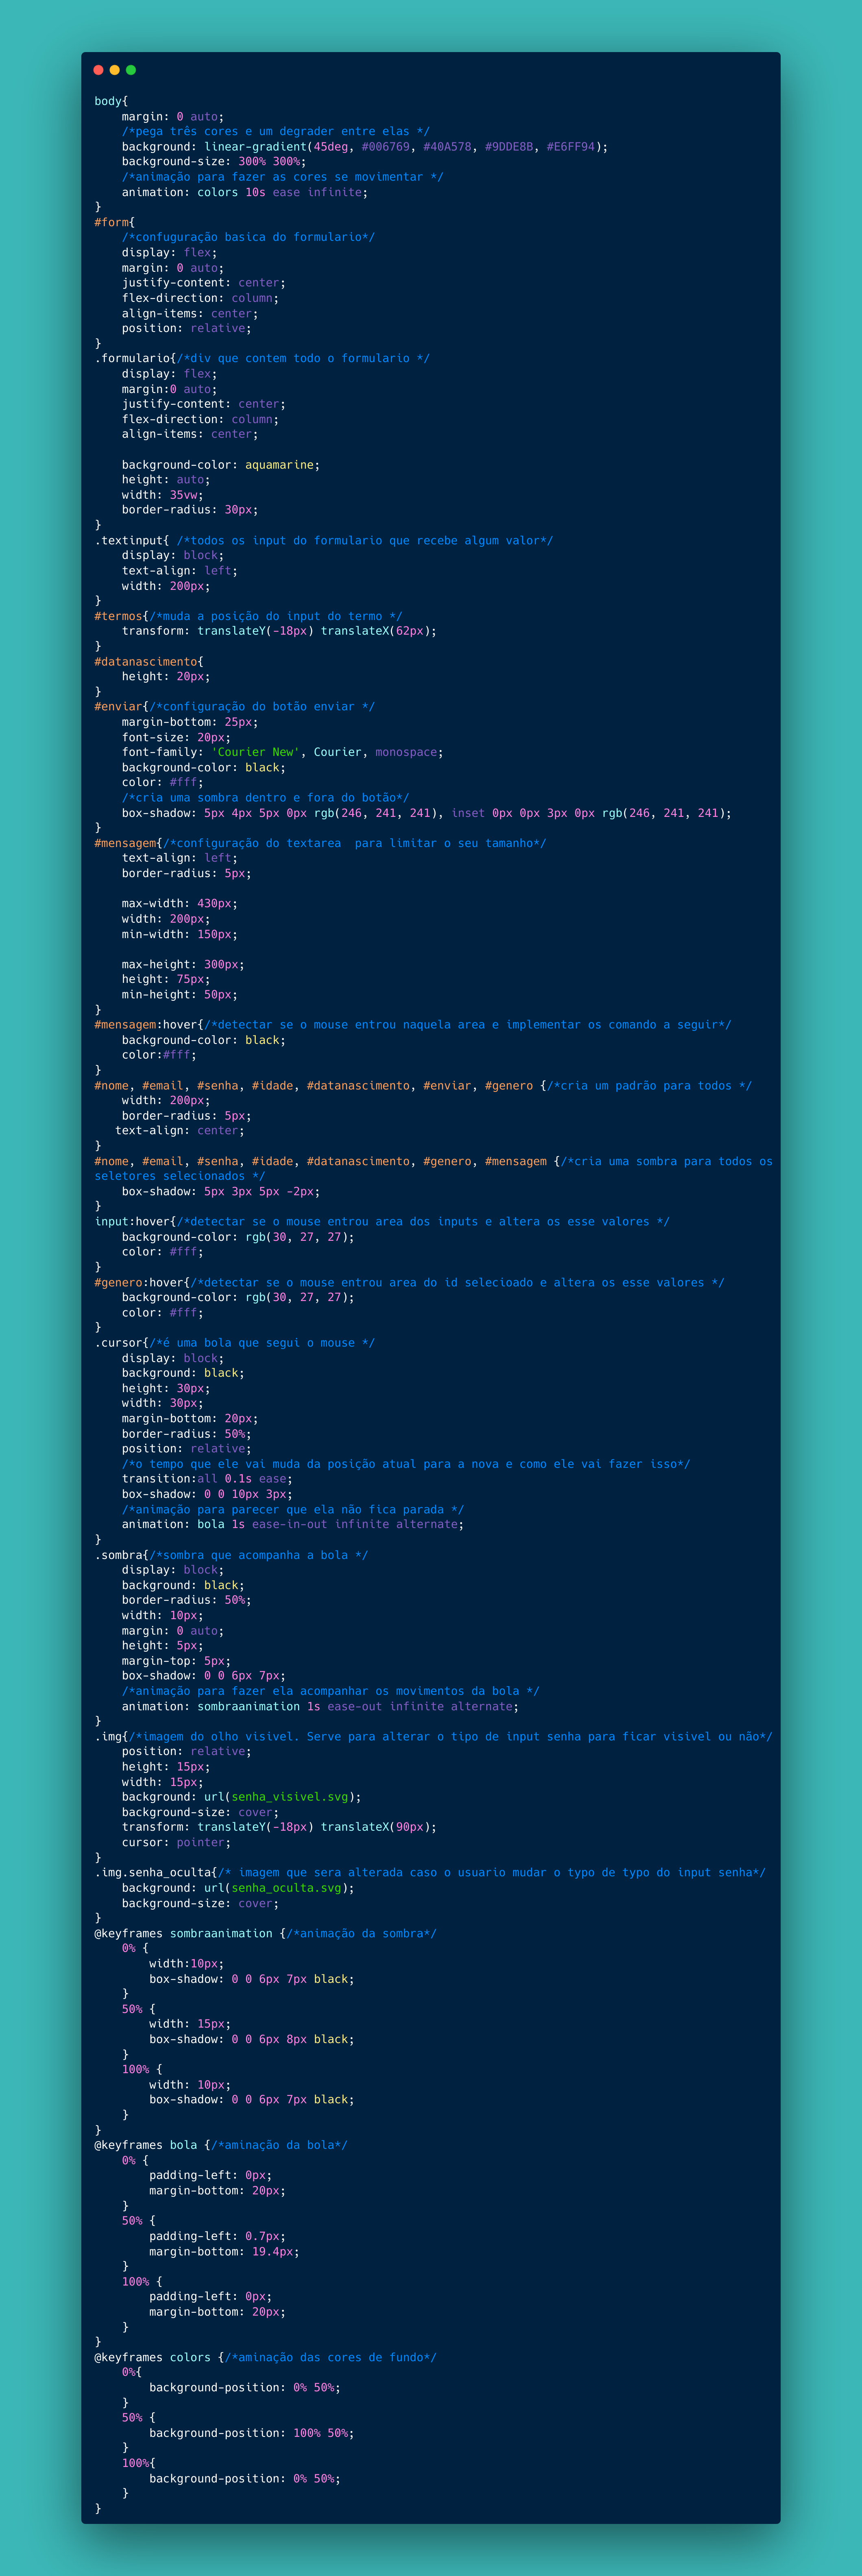 body{
    margin: 0 auto;
    /*pega três cores e um degrader entre elas */
    background: linear-gradient(45deg, #006769, #40A578, #9DDE8B, #E6FF94);
    background-size: 300% 300%;
    /*animação para fazer as cores se movimentar */
    animation: colors 10s ease infinite;
}
#form{
    /*confuguração basica do formulario*/
    display: flex;
    margin: 0 auto;
    justify-content: center;
    flex-direction: column;
    align-items: center;
    position: relative;
}
.formulario{/*div que contem todo o formulario */
    display: flex;
    margin:0 auto;
    justify-content: center;
    flex-direction: column;
    align-items: center;

    background-color: aquamarine;
    height: auto;
    width: 35vw;
    border-radius: 30px;
}
.textinput{ /*todos os input do formulario que recebe algum valor*/
    display: block;
    text-align: left;
    width: 200px;
}
#termos{/*muda a posição do input do termo */
    transform: translateY(-18px) translateX(62px);
}
#datanascimento{
    height: 20px;
}
#enviar{/*configuração do botão enviar */
    margin-bottom: 25px;
    font-size: 20px;
    font-family: 'Courier New', Courier, monospace;
    background-color: black;
    color: #fff;
    /*cria uma sombra dentro e fora do botão*/
    box-shadow: 5px 4px 5px 0px rgb(246, 241, 241), inset 0px 0px 3px 0px rgb(246, 241, 241);
}
#mensagem{/*configuração do textarea  para limitar o seu tamanho*/
    text-align: left;
    border-radius: 5px;

    max-width: 430px;
    width: 200px;
    min-width: 150px;

    max-height: 300px;
    height: 75px;
    min-height: 50px;
}
#mensagem:hover{/*detectar se o mouse entrou naquela area e implementar os comando a seguir*/
    background-color: black;
    color:#fff;
}
#nome, #email, #senha, #idade, #datanascimento, #enviar, #genero {/*cria um padrão para todos */
    width: 200px;
    border-radius: 5px;
   text-align: center;
}
#nome, #email, #senha, #idade, #datanascimento, #genero, #mensagem {/*cria uma sombra para todos os
seletores selecionados */
    box-shadow: 5px 3px 5px -2px;
}
input:hover{/*detectar se o mouse entrou area dos inputs e altera os esse valores */
    background-color: rgb(30, 27, 27);
    color: #fff;
}
#genero:hover{/*detectar se o mouse entrou area do id selecioado e altera os esse valores */
    background-color: rgb(30, 27, 27);
    color: #fff;
}
.cursor{/*é uma bola que segui o mouse */
    display: block;
    background: black;
    height: 30px;
    width: 30px;
    margin-bottom: 20px;
    border-radius: 50%;
    position: relative;
    /*o tempo que ele vai muda da posição atual para a nova e como ele vai fazer isso*/
    transition:all 0.1s ease;
    box-shadow: 0 0 10px 3px;
    /*animação para parecer que ela não fica parada */
    animation: bola 1s ease-in-out infinite alternate;
}
.sombra{/*sombra que acompanha a bola */
    display: block;
    background: black;
    border-radius: 50%;
    width: 10px;
    margin: 0 auto;
    height: 5px;
    margin-top: 5px;
    box-shadow: 0 0 6px 7px;
    /*animação para fazer ela acompanhar os movimentos da bola */
    animation: sombraanimation 1s ease-out infinite alternate;
}
.img{/*imagem do olho visivel. Serve para alterar o tipo de input senha para ficar visivel ou não*/
    position: relative;
    height: 15px;
    width: 15px;
    background: url(senha_visivel.svg);
    background-size: cover;
    transform: translateY(-18px) translateX(90px);
    cursor: pointer;
}
.img.senha_oculta{/* imagem que sera alterada caso o usuario mudar o typo de typo do input senha*/
    background: url(senha_oculta.svg);
    background-size: cover;
}
@keyframes sombraanimation {/*animação da sombra*/
    0% {
        width:10px;
        box-shadow: 0 0 6px 7px black;
    }
    50% {
        width: 15px;
        box-shadow: 0 0 6px 8px black;
    }
    100% {
        width: 10px;
        box-shadow: 0 0 6px 7px black;
    }
}
@keyframes bola {/*aminação da bola*/
    0% {
        padding-left: 0px;
        margin-bottom: 20px;
    }
    50% {
        padding-left: 0.7px;
        margin-bottom: 19.4px;
    }
    100% {
        padding-left: 0px;
        margin-bottom: 20px;
    }
}
@keyframes colors {/*aminação das cores de fundo*/
    0%{
        background-position: 0% 50%;
    }
    50% {
        background-position: 100% 50%;
    }
    100%{
        background-position: 0% 50%;
    }
}